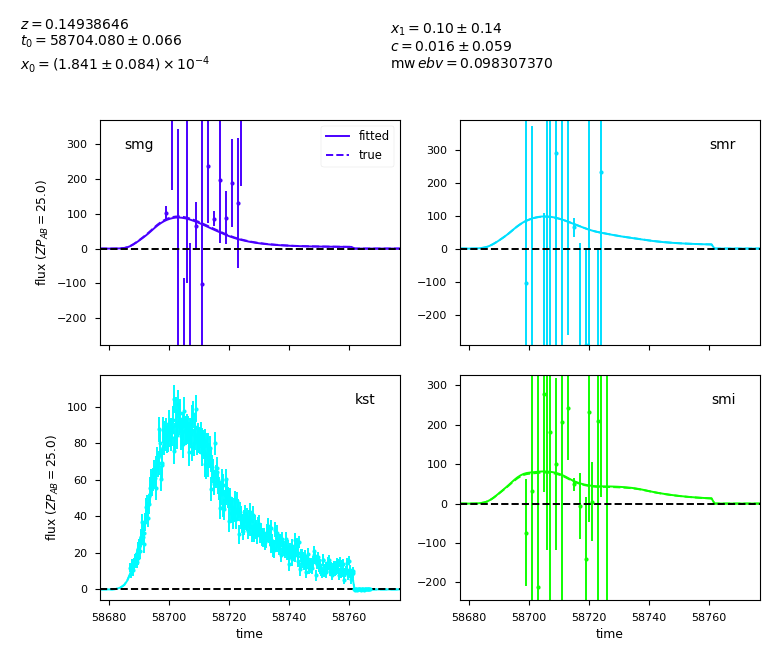 z = 0.14938646
t₀ = 58704.080 ± 0.066
x₀ = (1.841 ± 0.084) × 10⁻⁴
x₁ = 0.10 ± 0.14
c = 0.016 ± 0.059
mw ebv = 0.098307370
smg
fitted
true
300
200
100
0
−100
−200
flux (ZP_AB = 25.0)
smr
300
200
100
0
−100
−200
kst
100
80
60
40
20
0
flux (ZP_AB = 25.0)
58680 58700 58720 58740 58760
time
smi
300
200
100
0
−100
−200
58680 58700 58720 58740 58760
time